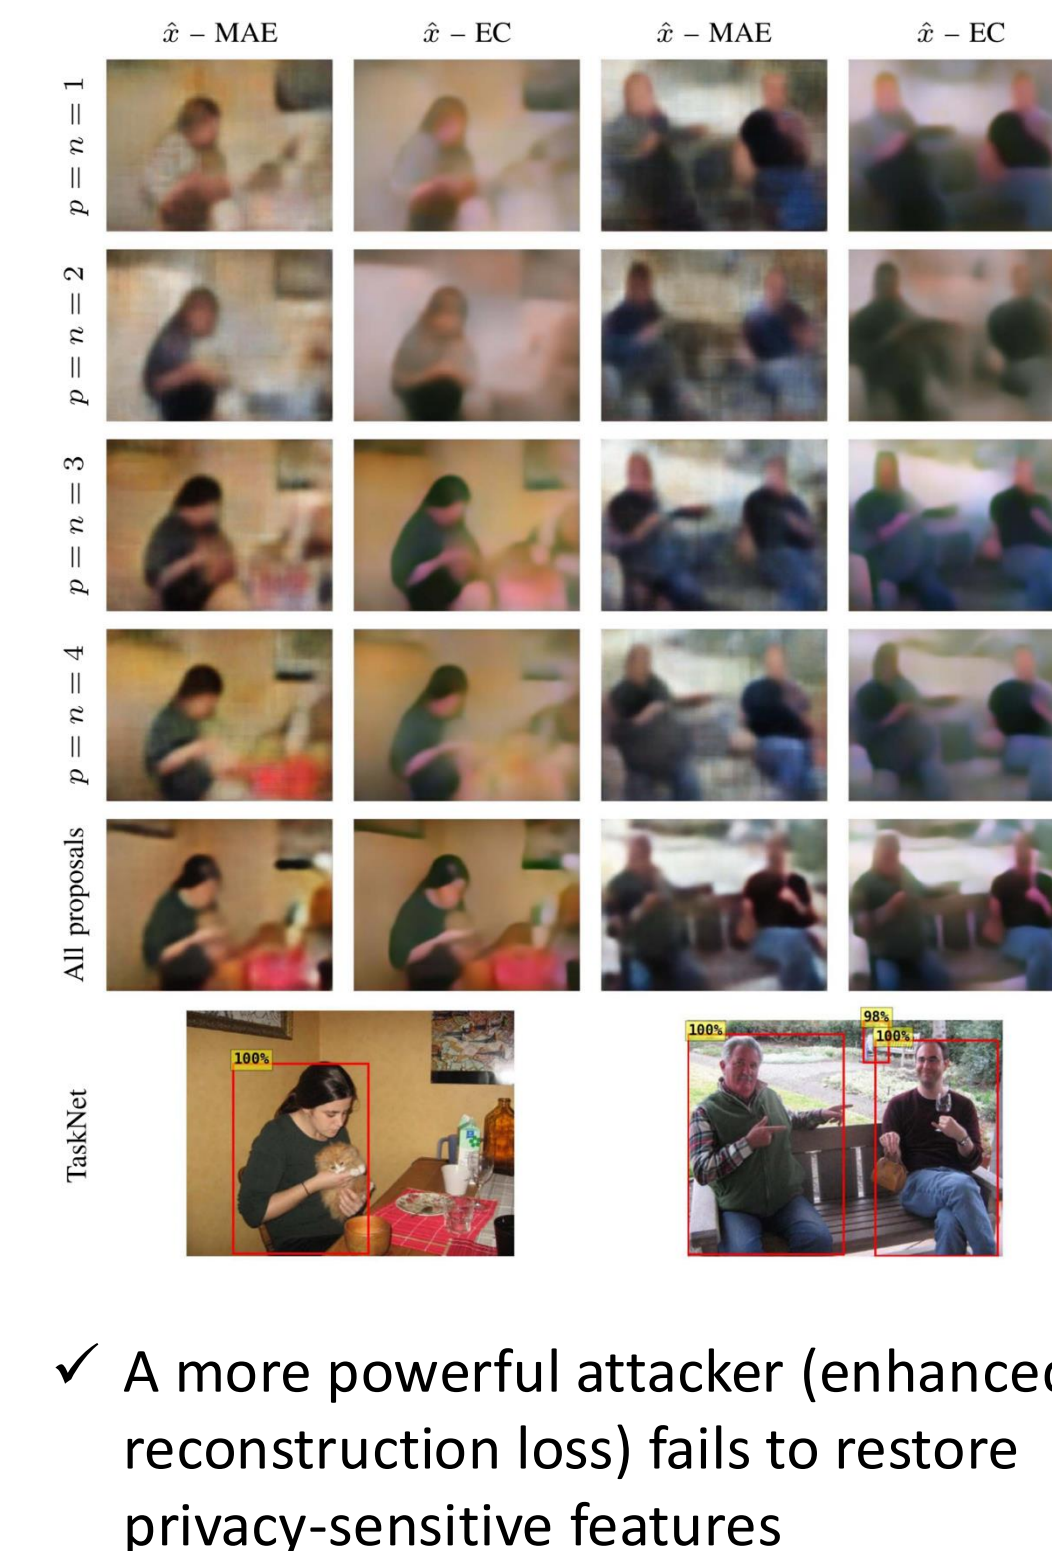 x̂ – MAE x̂ – EC x̂ – MAE x̂ – EC
p = n = 1
p = n = 2
p = n = 3
p = n = 4
All proposals
TaskNet
100%
100%
98%
100%
✓ A more powerful attacker (enhanced
reconstruction loss) fails to restore
privacy-sensitive features